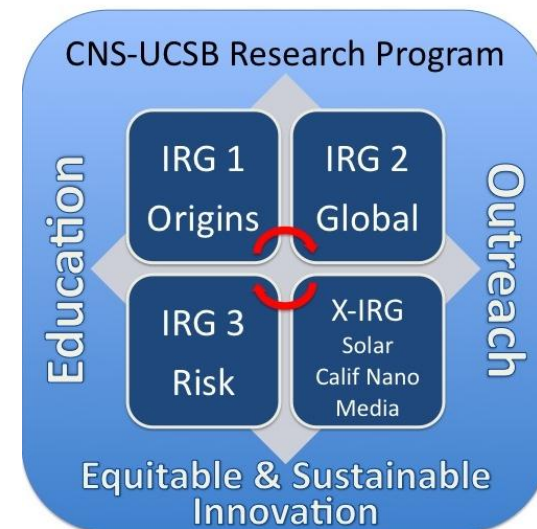 CNS-UCSB Research Program
IRG 1
Origins
IRG 2
Global
Education
Outreach
IRG 3
Risk
X-IRG
Solar
Calif Nano
Media
Equitable & Sustainable
Innovation